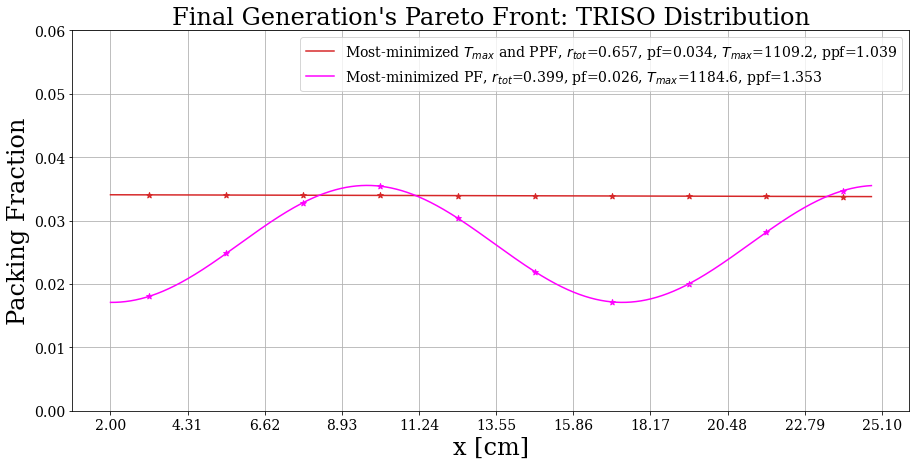 Final Generation's Pareto Front: TRISO Distribution
Most-minimized T_max and PPF, r_tot=0.657, pf=0.034, T_max=1109.2, ppf=1.039
Most-minimized PF, r_tot=0.399, pf=0.026, T_max=1184.6, ppf=1.353
Packing Fraction
0.06
0.05
0.04
0.03
0.02
0.01
0.00
2.00 4.31 6.62 8.93 11.24 13.55 15.86 18.17 20.48 22.79 25.10
x [cm]